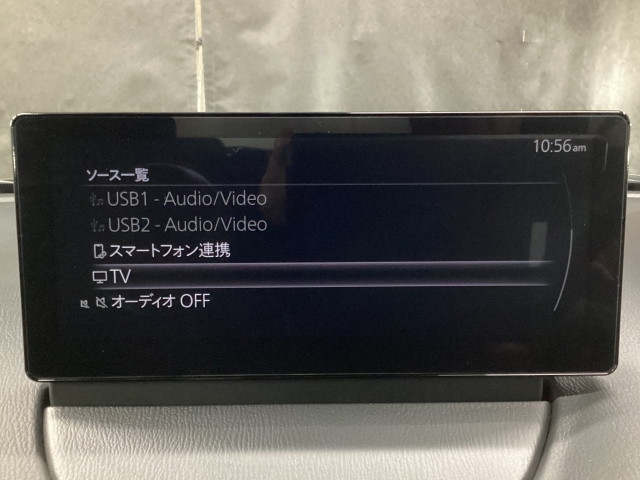 10:56am
ソース一覧
USB1 - Audio/Video
USB2 - Audio/Video
スマートフォン連携
TV
オーディオ OFF